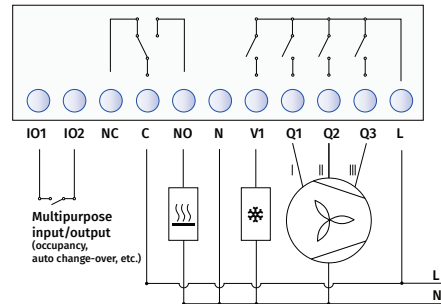 IO1 IO2 NC C NO N V1 Q1 Q2 Q3 L
I II III
Multipurpose
input/output
(occupancy,
auto change-over, etc.)
L
N